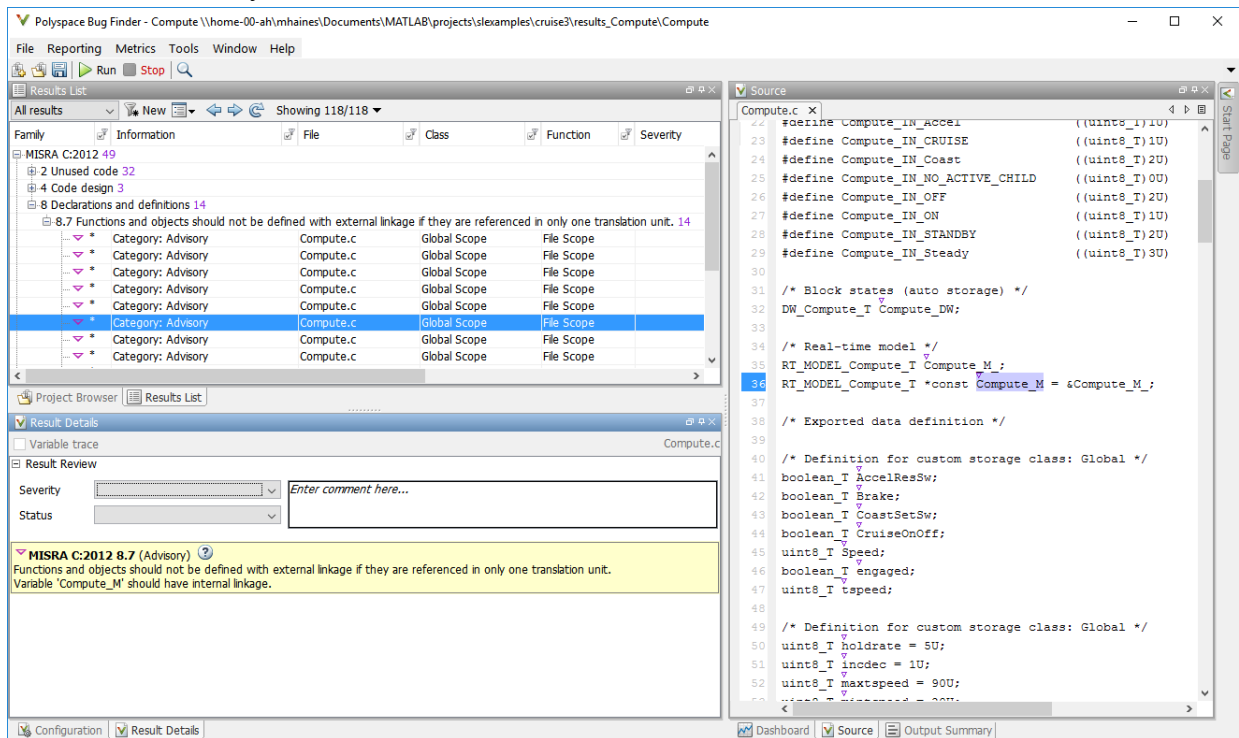 Polyspace Bug Finder - Compute \\home-00-ah\mhaines\Documents\MATLAB\projects\slexamples\cruise3\results_Compute\Compute
File Reporting Metrics Tools Window Help
Run Stop
Results List
All results New Showing 118/118
Family Information File Class Function Severity
MISRA C:2012 49
2 Unused code 32
4 Code design 3
8 Declarations and definitions 14
8.7 Functions and objects should not be defined with external linkage if they are referenced in only one translation unit. 14
* Category: Advisory Compute.c Global Scope File Scope
* Category: Advisory Compute.c Global Scope File Scope
* Category: Advisory Compute.c Global Scope File Scope
* Category: Advisory Compute.c Global Scope File Scope
* Category: Advisory Compute.c Global Scope File Scope
* Category: Advisory Compute.c Global Scope File Scope
* Category: Advisory Compute.c Global Scope File Scope
Project Browser Results List
Result Details
Variable trace Compute.c
Result Review
Severity Enter comment here...
Status
MISRA C:2012 8.7 (Advisory) ?
Functions and objects should not be defined with external linkage if they are referenced in only one translation unit.
Variable 'Compute_M' should have internal linkage.
Configuration Result Details
Source
Compute.c
22 #define Compute_IN_Accel ((uint8_T)1U)
23 #define Compute_IN_CRUISE ((uint8_T)1U)
24 #define Compute_IN_Coast ((uint8_T)2U)
25 #define Compute_IN_NO_ACTIVE_CHILD ((uint8_T)0U)
26 #define Compute_IN_OFF ((uint8_T)2U)
27 #define Compute_IN_ON ((uint8_T)1U)
28 #define Compute_IN_STANDBY ((uint8_T)2U)
29 #define Compute_IN_Steady ((uint8_T)3U)
30
31 /* Block states (auto storage) */
32 DW_Compute_T Compute_DW;
33
34 /* Real-time model */
35 RT_MODEL_Compute_T Compute_M_;
36 RT_MODEL_Compute_T *const Compute_M = &Compute_M_;
37
38 /* Exported data definition */
39
40 /* Definition for custom storage class: Global */
41 boolean_T AccelResSw;
42 boolean_T Brake;
43 boolean_T CoastSetSw;
44 boolean_T CruiseOnOff;
45 uint8_T Speed;
46 boolean_T engaged;
47 uint8_T tspeed;
48
49 /* Definition for custom storage class: Global */
50 uint8_T holdrate = 5U;
51 uint8_T incdec = 1U;
52 uint8_T maxtspeed = 90U;
Dashboard Source Output Summary
Start Page